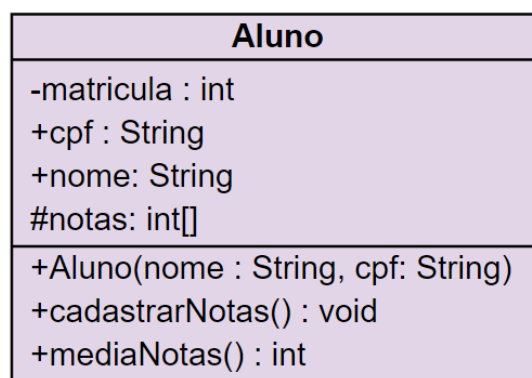 Aluno
-matricula : int
+cpf : String
+nome: String
#notas: int[]
+Aluno(nome : String, cpf: String)
+cadastrarNotas() : void
+mediaNotas() : int